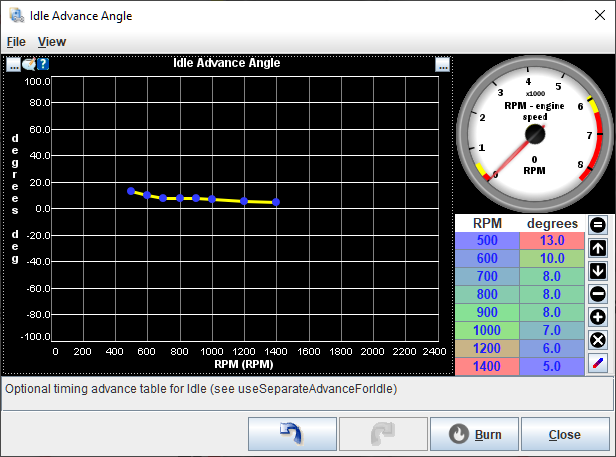 Idle Advance Angle
File View
... ? Idle Advance Angle ...
100.0
80.0
60.0
40.0
20.0
0.0
-20.0
-40.0
-60.0
-80.0
-100.0
degrees deg
0 200 400 600 800 1000 1200 1400 1600 1800 2000 2200 2400
RPM (RPM)
0 1 2 3 4 5 6 7 8
x1000
RPM - engine
speed
0
RPM
RPM degrees
500 13.0
600 10.0
700 8.0
800 8.0
900 8.0
1000 7.0
1200 6.0
1400 5.0
Optional timing advance table for Idle (see useSeparateAdvanceForIdle)
Burn Close